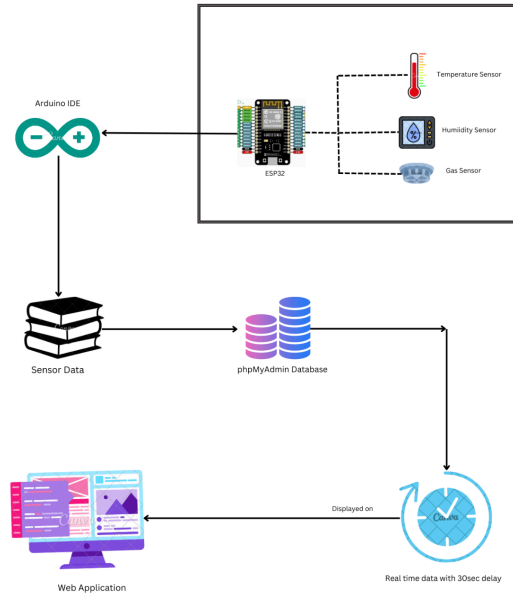 Temperature Sensor
Arduino IDE
Humiidity Sensor
Gas Sensor
ESP32
Sensor Data
phpMyAdmin Database
Displayed on
Canva
Real time data with 30sec delay
Web Application